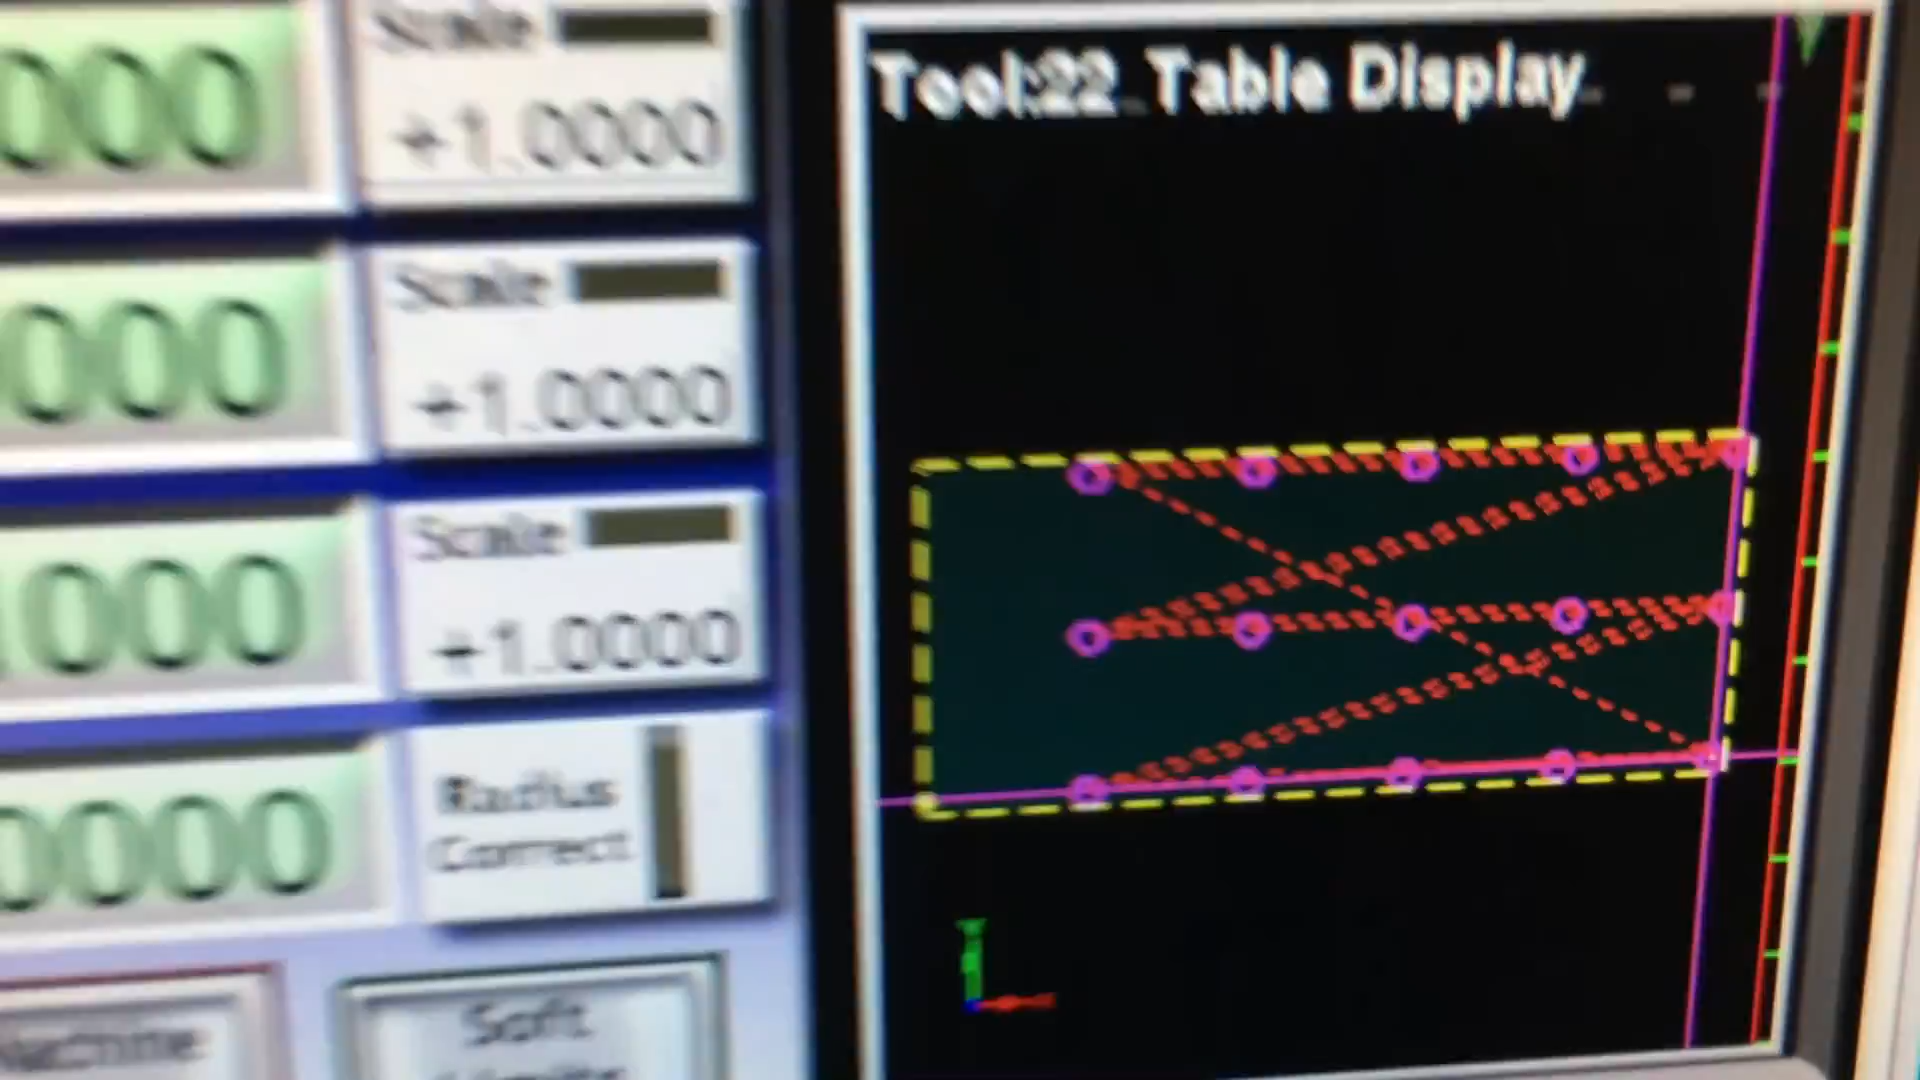 000
Scale
+1.0000
Tool:22 Table Display
000
Scale
+1.0000
000
Scale
+1.0000
0000
Radius
Correct
Machine
Soft